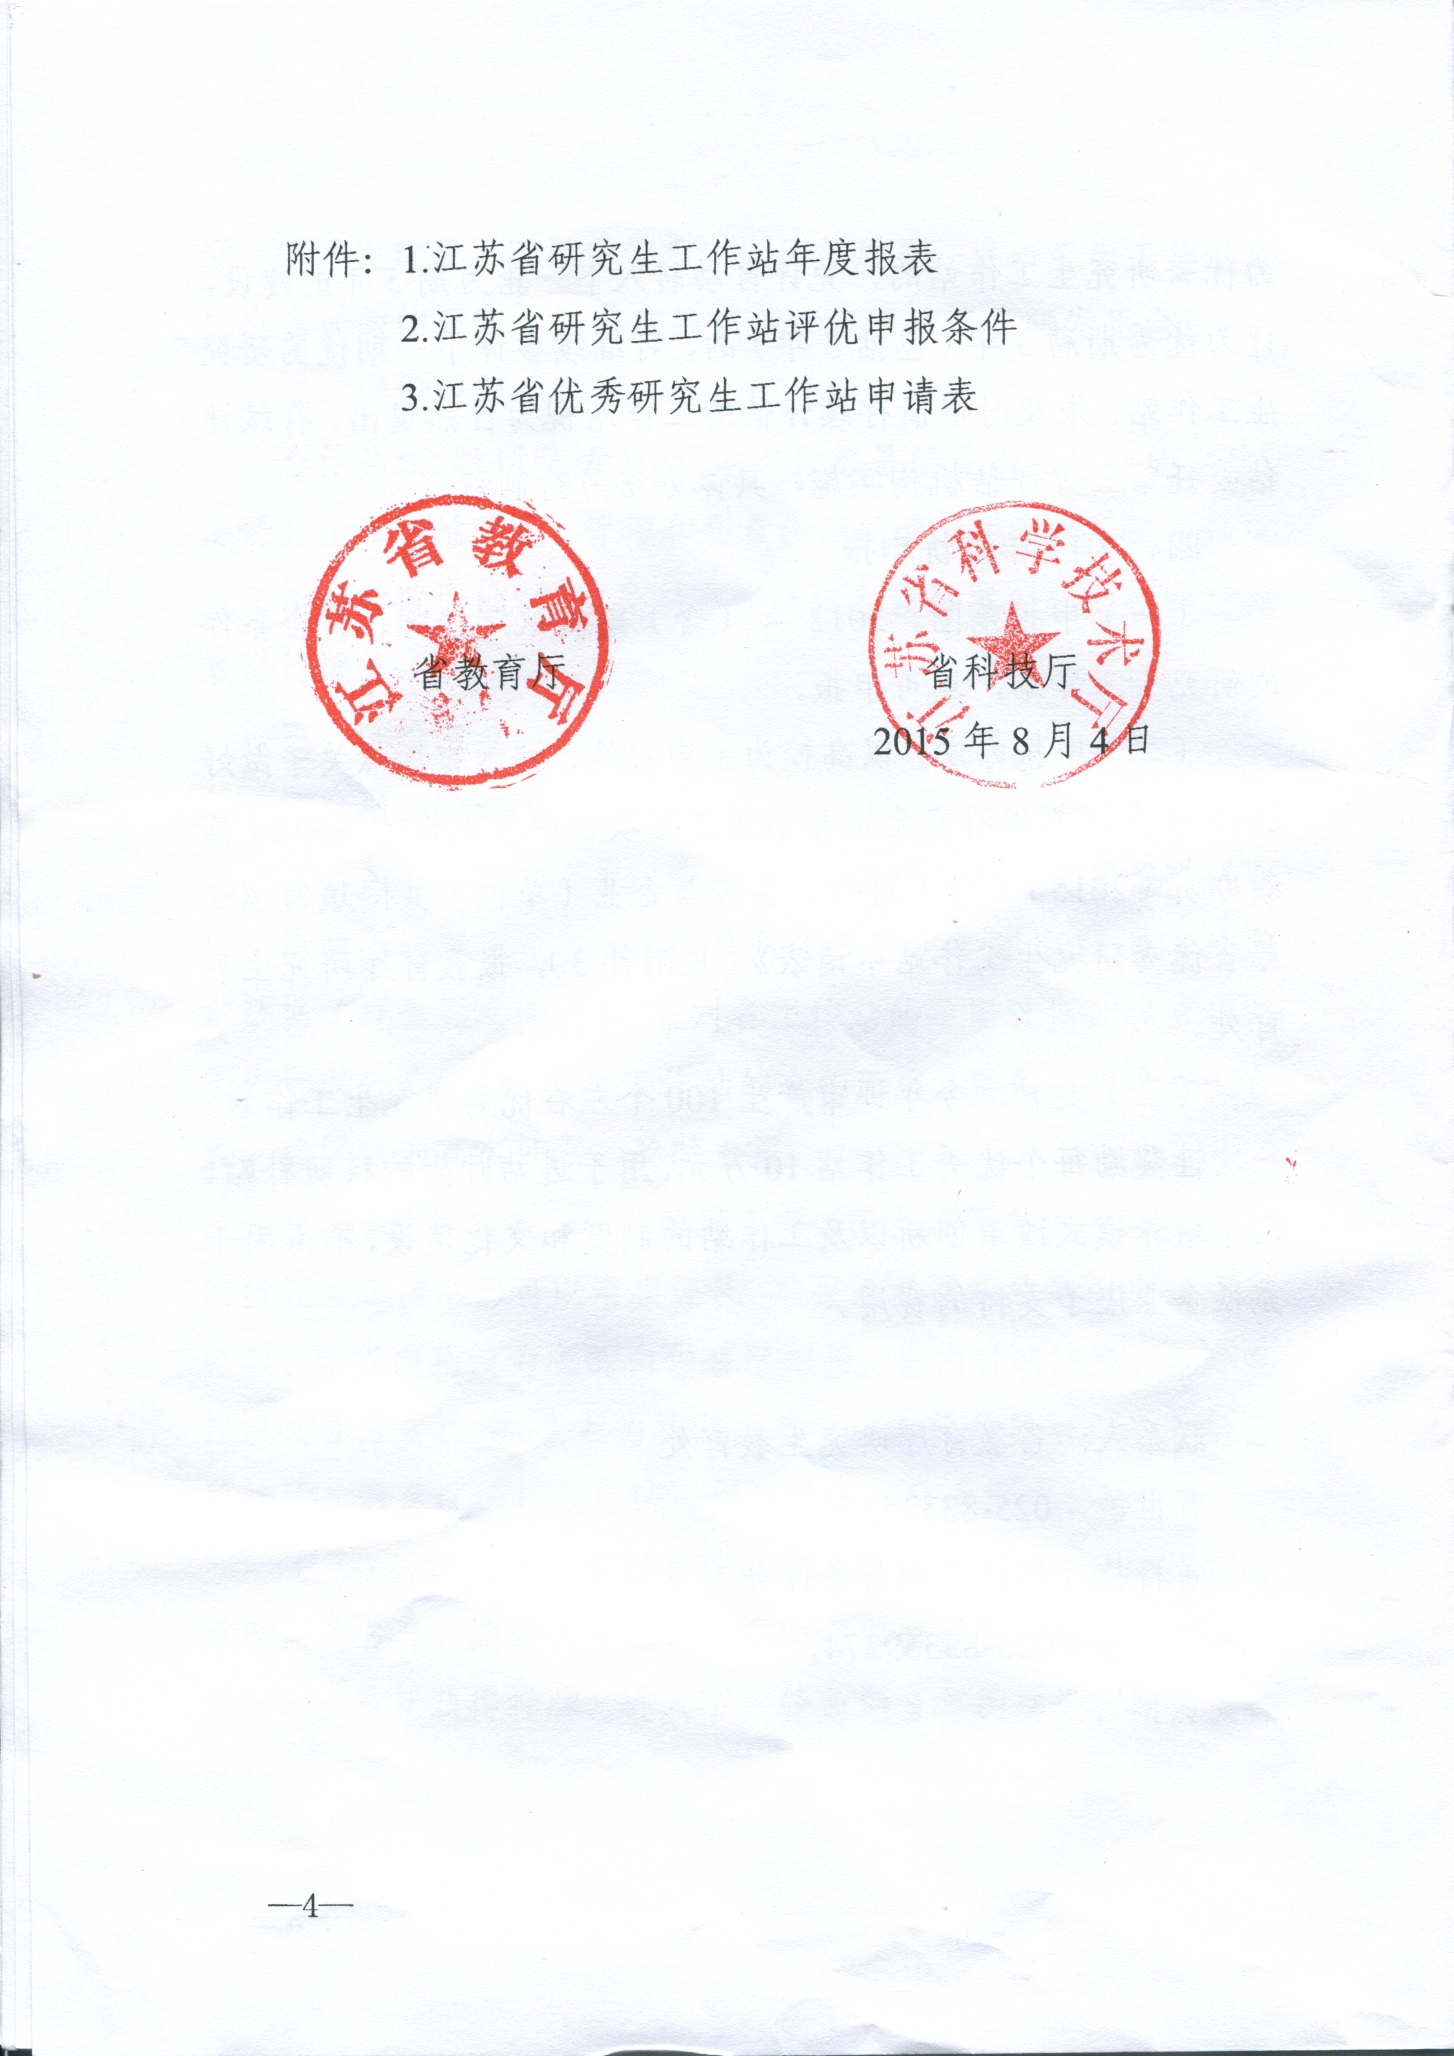 附件：1.江苏省研究生工作站年度报表
2.江苏省研究生工作站评优申报条件
3.江苏省优秀研究生工作站申请表
江苏省教育厅
省教育厅
江苏省科学技术厅
省科技厅
2015年8月4日
—4—